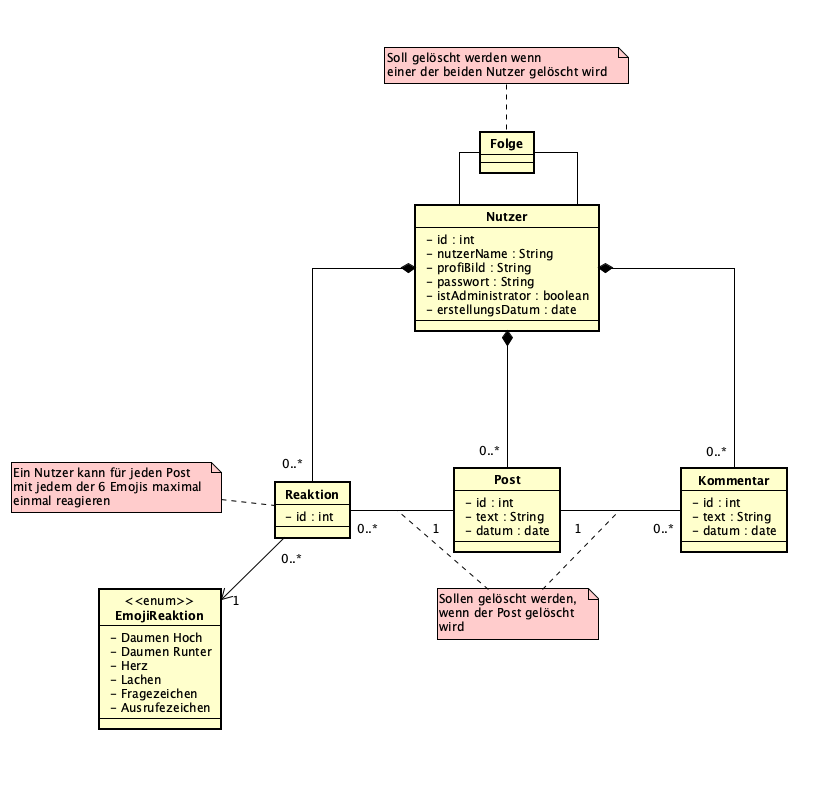 Soll gelöscht werden wenn
einer der beiden Nutzer gelöscht wird
Folge
Nutzer
- id : int
- nutzerName : String
- profiBild : String
- passwort : String
- istAdministrator : boolean
- erstellungsDatum : date
0..*
0..*
0..*
Ein Nutzer kann für jeden Post
mit jedem der 6 Emojis maximal
einmal reagieren
Reaktion
- id : int
Post
- id : int
- text : String
- datum : date
Kommentar
- id : int
- text : String
- datum : date
0..*
1
1
0..*
0..*
1
Sollen gelöscht werden,
wenn der Post gelöscht
wird
<<enum>>
EmojiReaktion
- Daumen Hoch
- Daumen Runter
- Herz
- Lachen
- Fragezeichen
- Ausrufezeichen